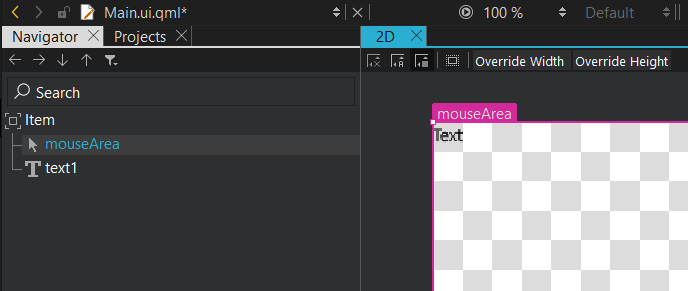 Main.ui.qml* 100 % Default
Navigator Projects 2D
Override Width Override Height
Search
Item
mouseArea
text1
mouseArea
Text